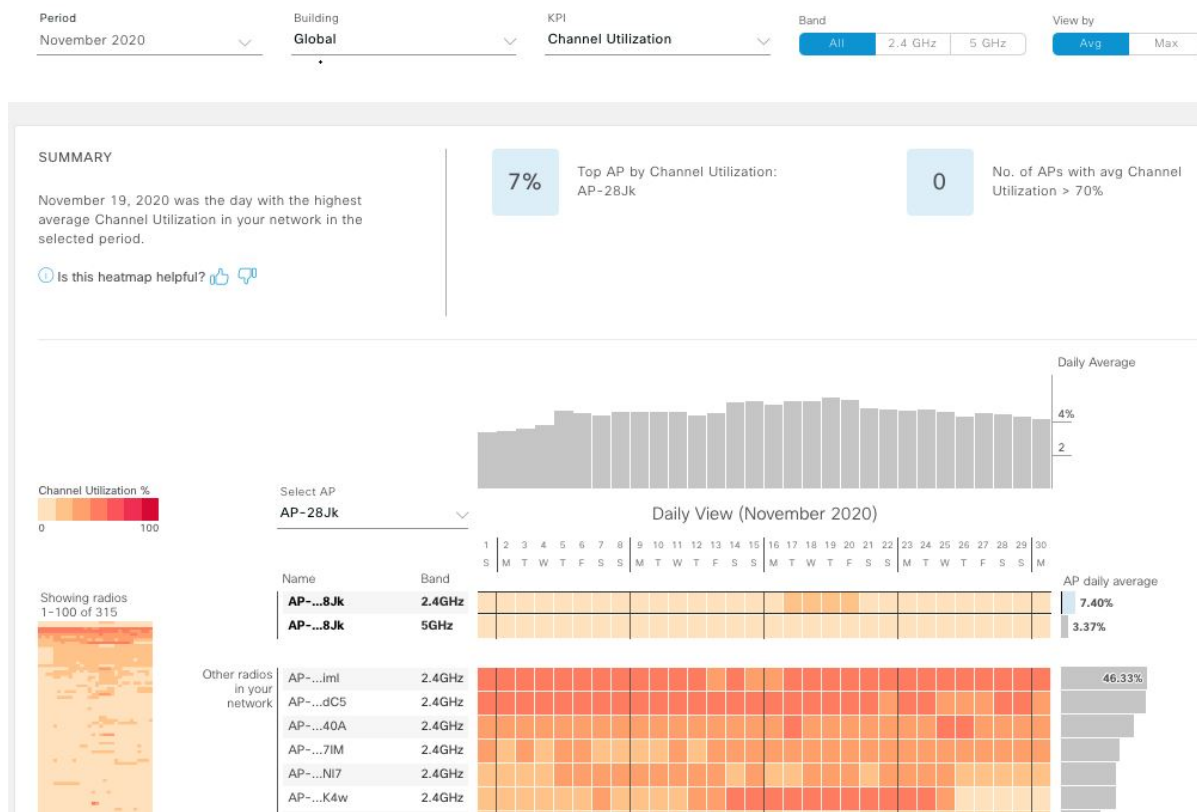 Period
November 2020
Building
Global
KPI
Channel Utilization
Band
All 2.4 GHz 5 GHz
View by
Avg Max
SUMMARY
November 19, 2020 was the day with the highest
average Channel Utilization in your network in the
selected period.
Is this heatmap helpful?
7%
Top AP by Channel Utilization:
AP-28Jk
0
No. of APs with avg Channel
Utilization > 70%
Daily Average
4%
2
Channel Utilization %
0 100
Select AP
AP-28Jk
Daily View (November 2020)
1 2 3 4 5 6 7 8 9 10 11 12 13 14 15 16 17 18 19 20 21 22 23 24 25 26 27 28 29 30
S M T W T F S S M T W T F S S M T W T F S S M T W T F S S M
Name Band
AP daily average
Showing radios
1-100 of 315
AP-...8Jk 2.4GHz 7.40%
AP-...8Jk 5GHz 3.37%
Other radios
in your
network
AP-...iml 2.4GHz 46.33%
AP-...dC5 2.4GHz
AP-...40A 2.4GHz
AP-...7IM 2.4GHz
AP-...NI7 2.4GHz
AP-...K4w 2.4GHz